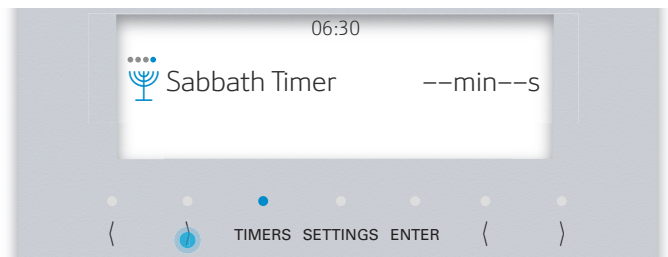 06:30
Sabbath Timer --min--s
⟨ ⟩ TIMERS SETTINGS ENTER ⟨ ⟩